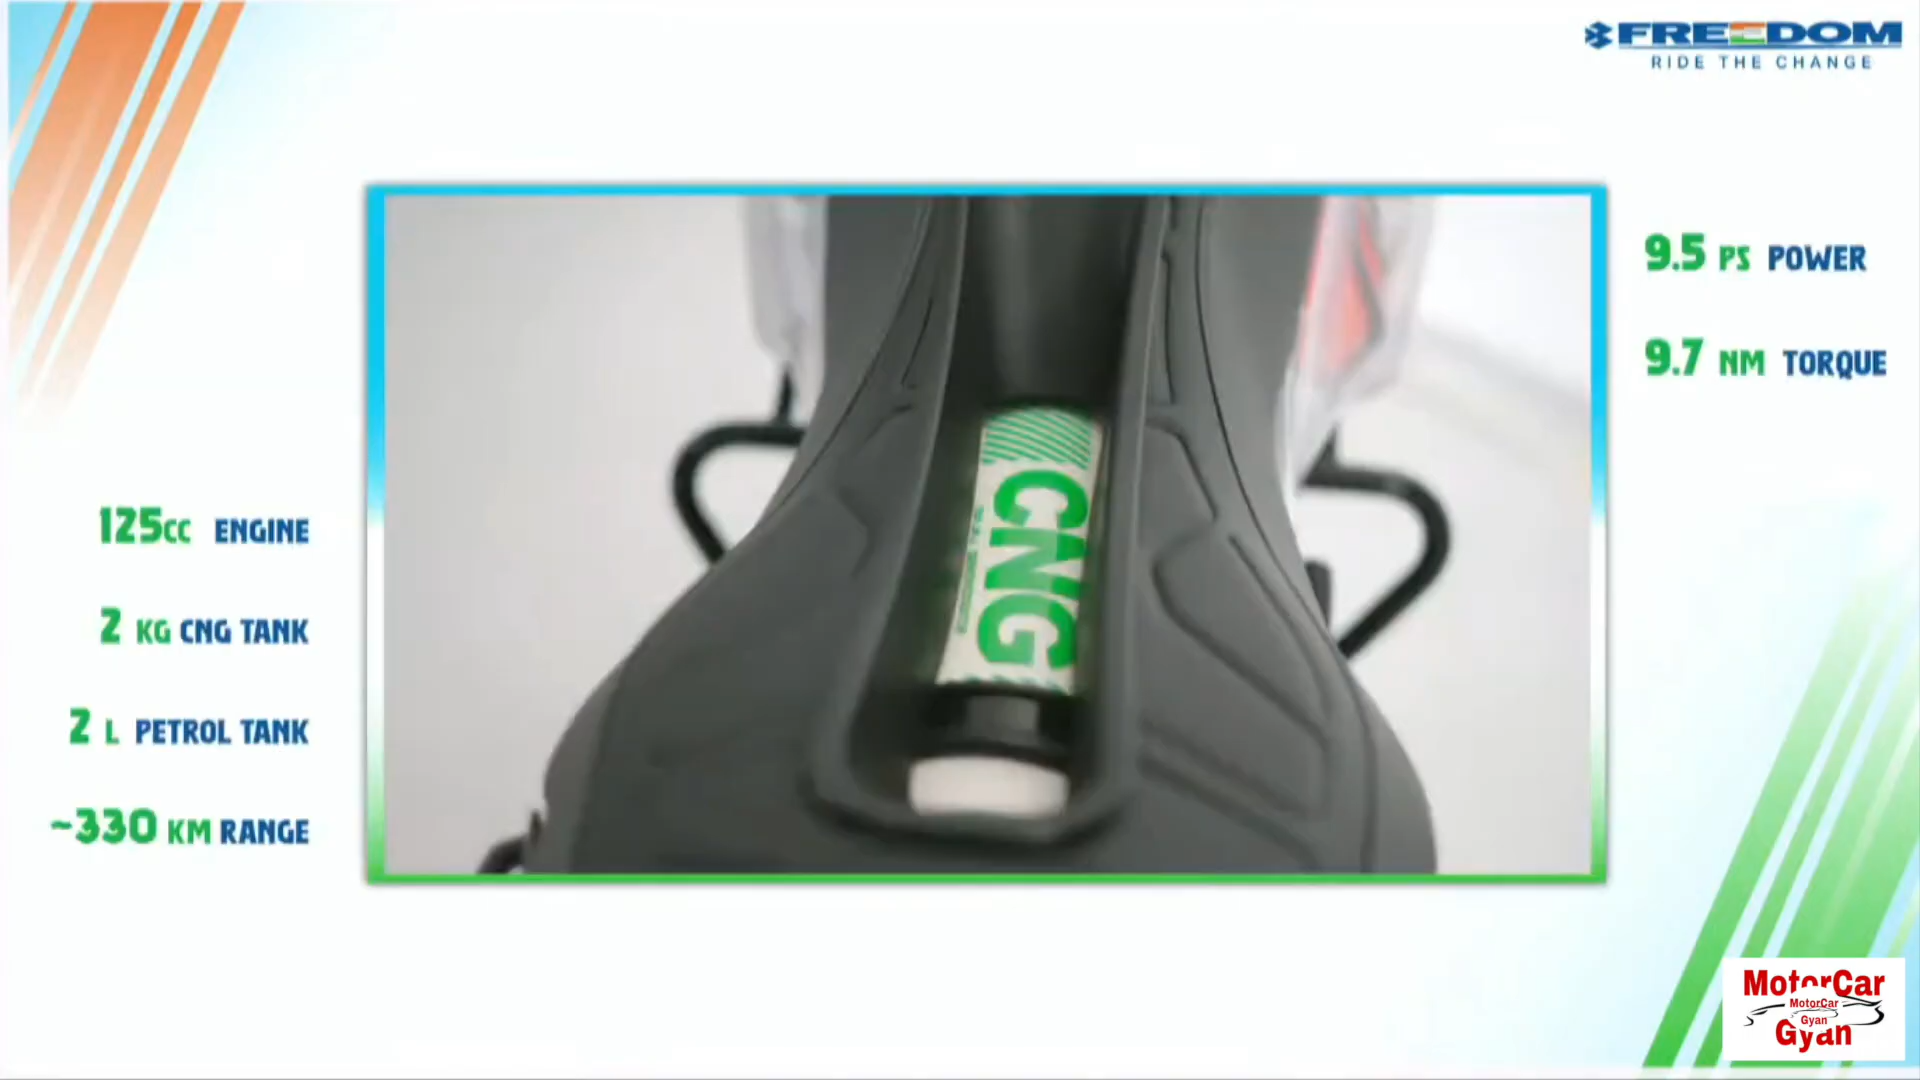 FREEDOM
RIDE THE CHANGE
9.5 PS POWER
9.7 NM TORQUE
125CC ENGINE
2 KG CNG TANK
2 L PETROL TANK
~330 KM RANGE
CNG
MotorCar
MotorCar
Gyan
Gyan